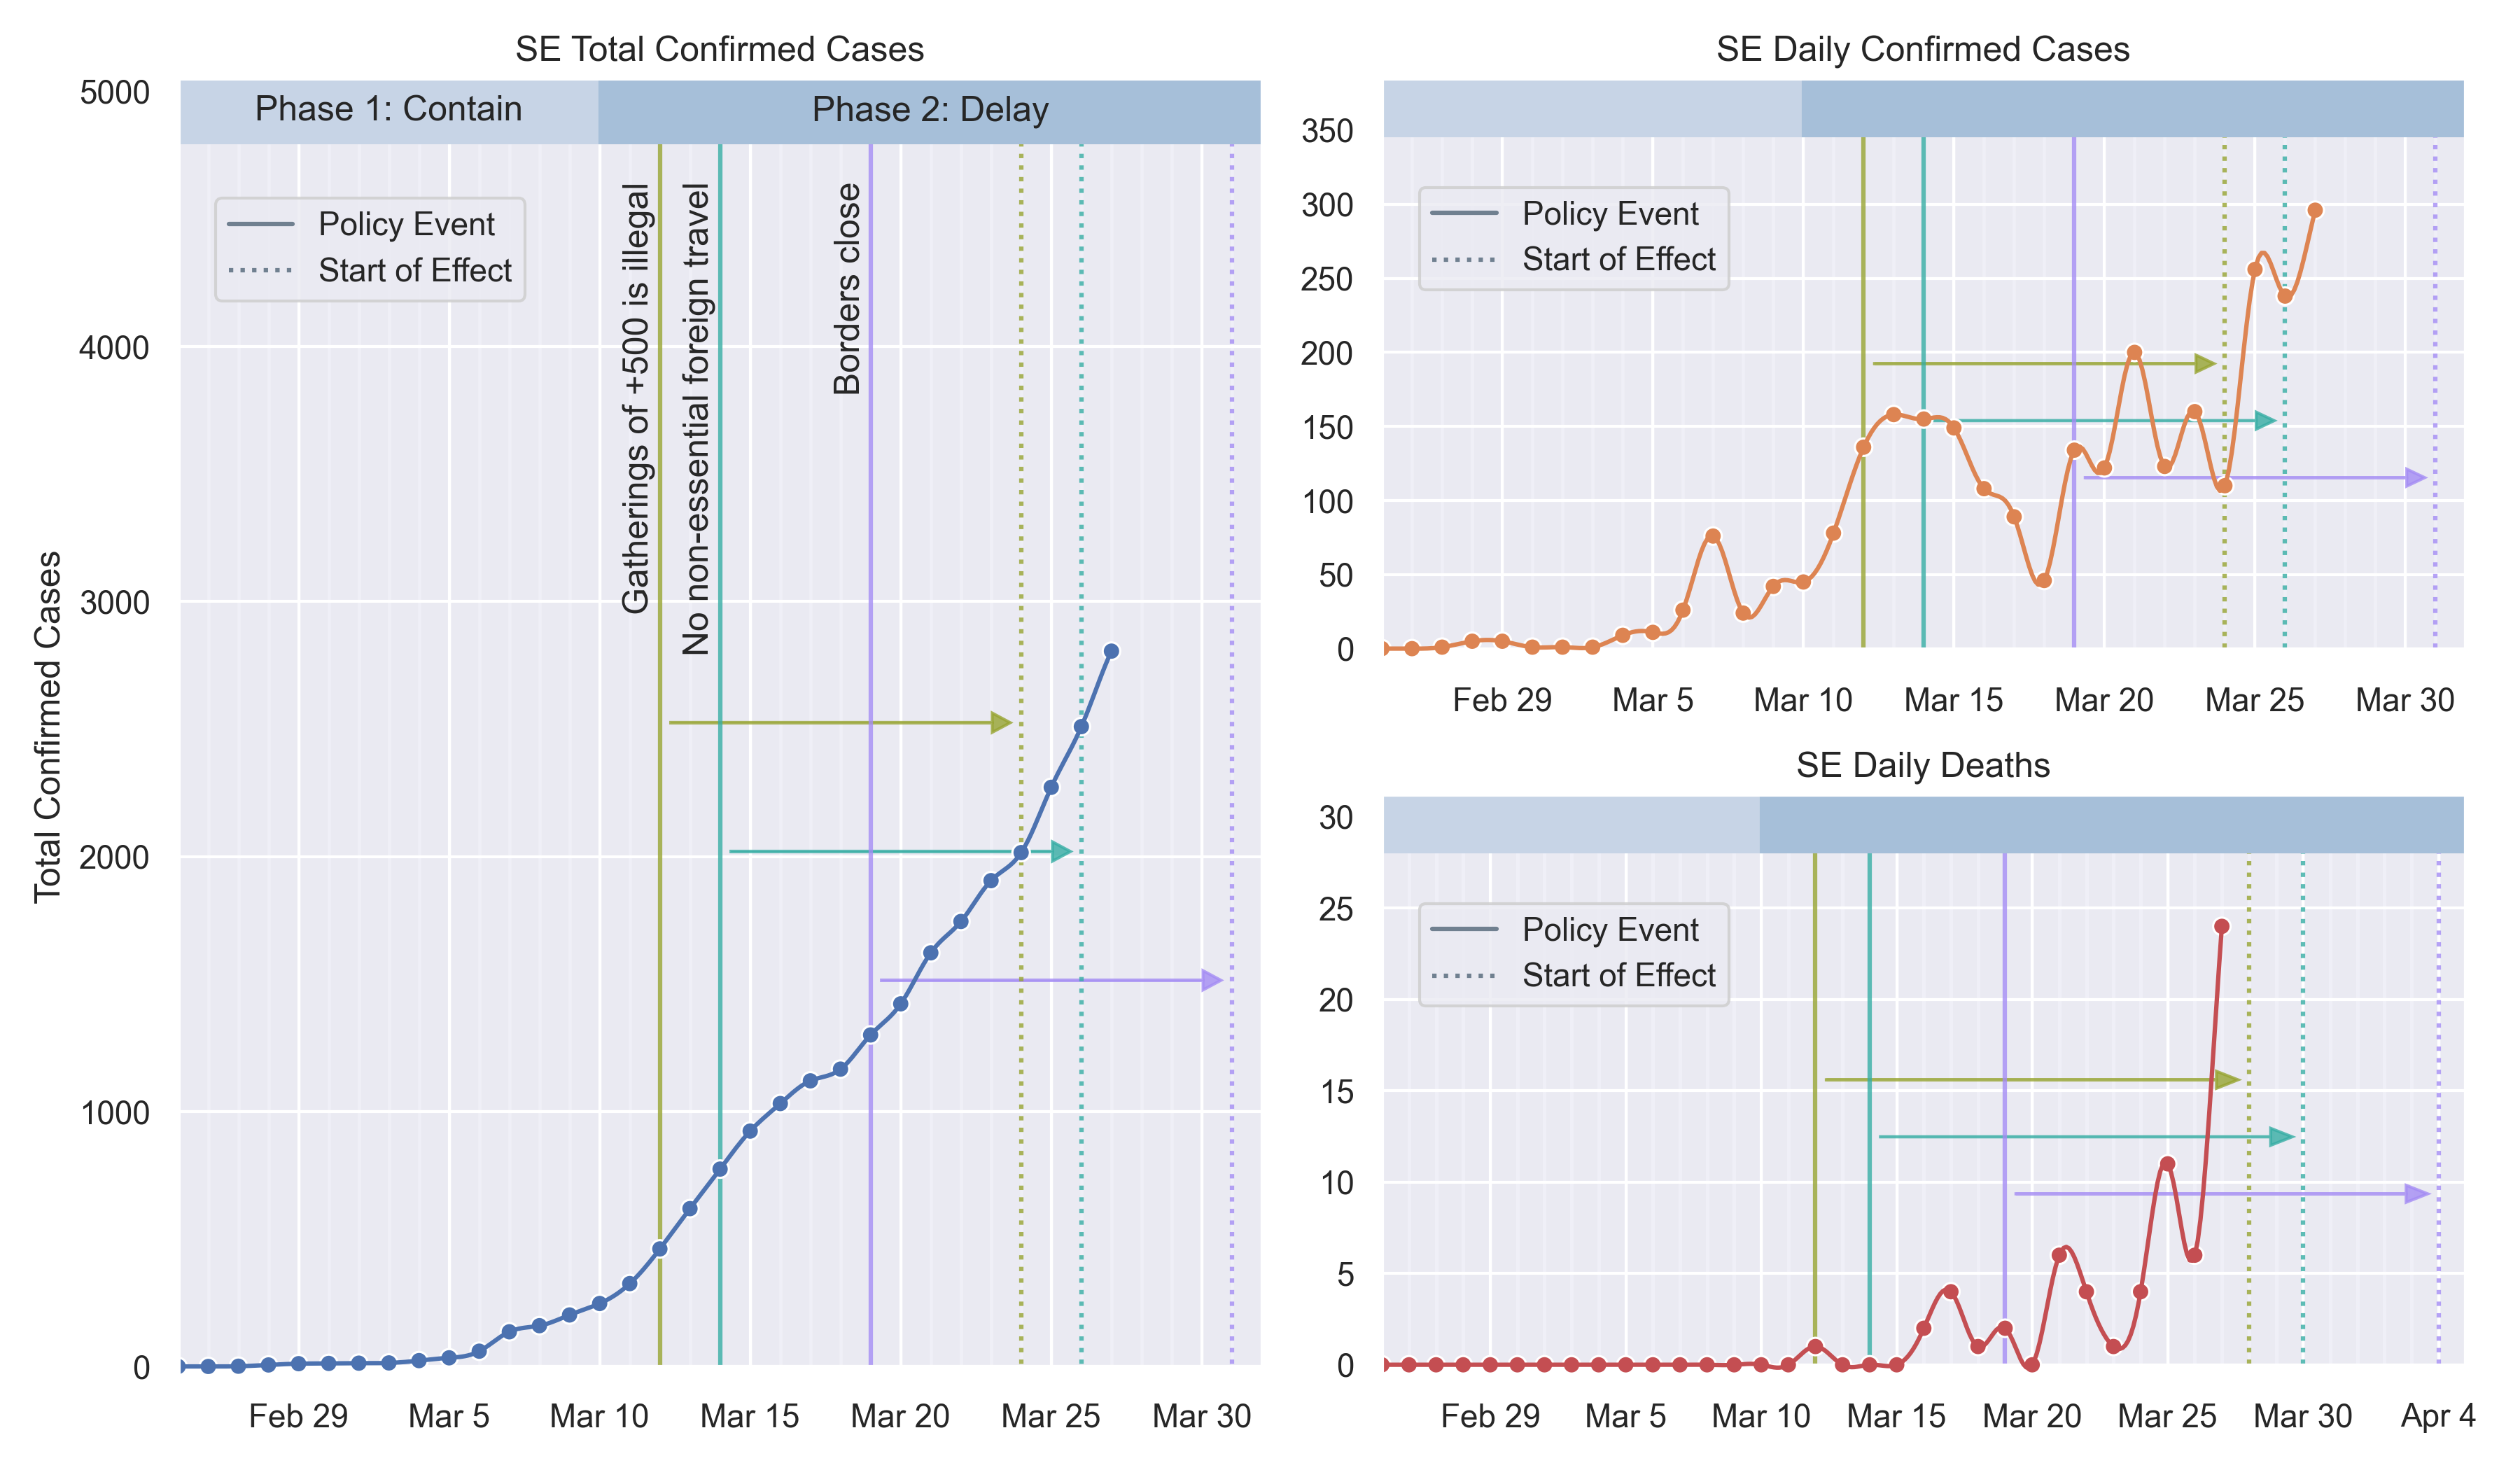 SE Total Confirmed Cases
5000
4000
3000
2000
1000
0
Total Confirmed Cases
Phase 1: Contain
Phase 2: Delay
Policy Event
Start of Effect
Gatherings of +500 is illegal
No non-essential foreign travel
Borders close
Feb 29 Mar 5 Mar 10 Mar 15 Mar 20 Mar 25 Mar 30
SE Daily Confirmed Cases
350
300
250
200
150
100
50
0
Policy Event
Start of Effect
Feb 29 Mar 5 Mar 10 Mar 15 Mar 20 Mar 25 Mar 30
SE Daily Deaths
30
25
20
15
10
5
0
Policy Event
Start of Effect
Feb 29 Mar 5 Mar 10 Mar 15 Mar 20 Mar 25 Mar 30 Apr 4